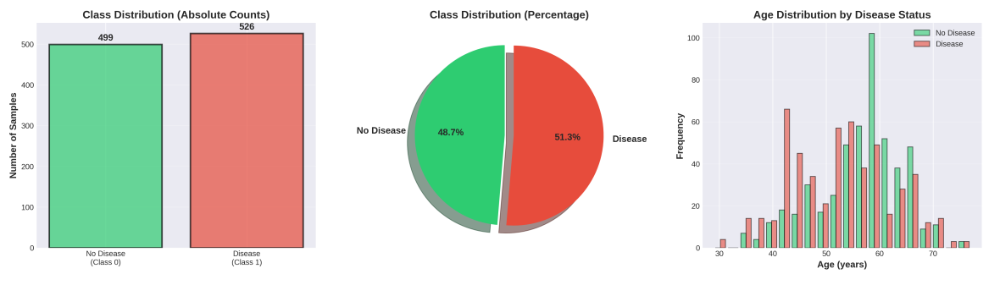 Class Distribution (Absolute Counts)
499
526
500
400
300
200
100
0
Number of Samples
No Disease
(Class 0)
Disease
(Class 1)
Class Distribution (Percentage)
No Disease
48.7%
51.3%
Disease
Age Distribution by Disease Status
No Disease
Disease
100
80
60
40
20
0
Frequency
30 40 50 60 70
Age (years)